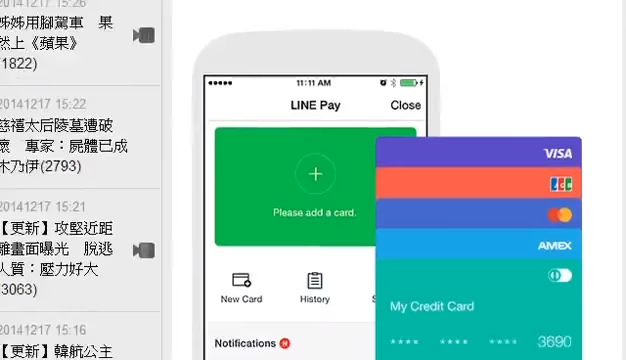 20141217 15:26
姊姊用腳駕車　果
然上《蘋果》
(1822)
20141217 15:22
慈禧太后陵墓遭破
壞　專家：屍體已成
木乃伊(2793)
20141217 15:21
【更新】攻堅近距
離畫面曝光　脫逃
人質：壓力好大
(3063)
20141217 15:16
【更新】韓航公主
11:11 AM
LINE Pay
Close
Please add a card.
New Card
History
S
Notifications N
VISA
JCB
AMEX
My Credit Card
**** **** 3690